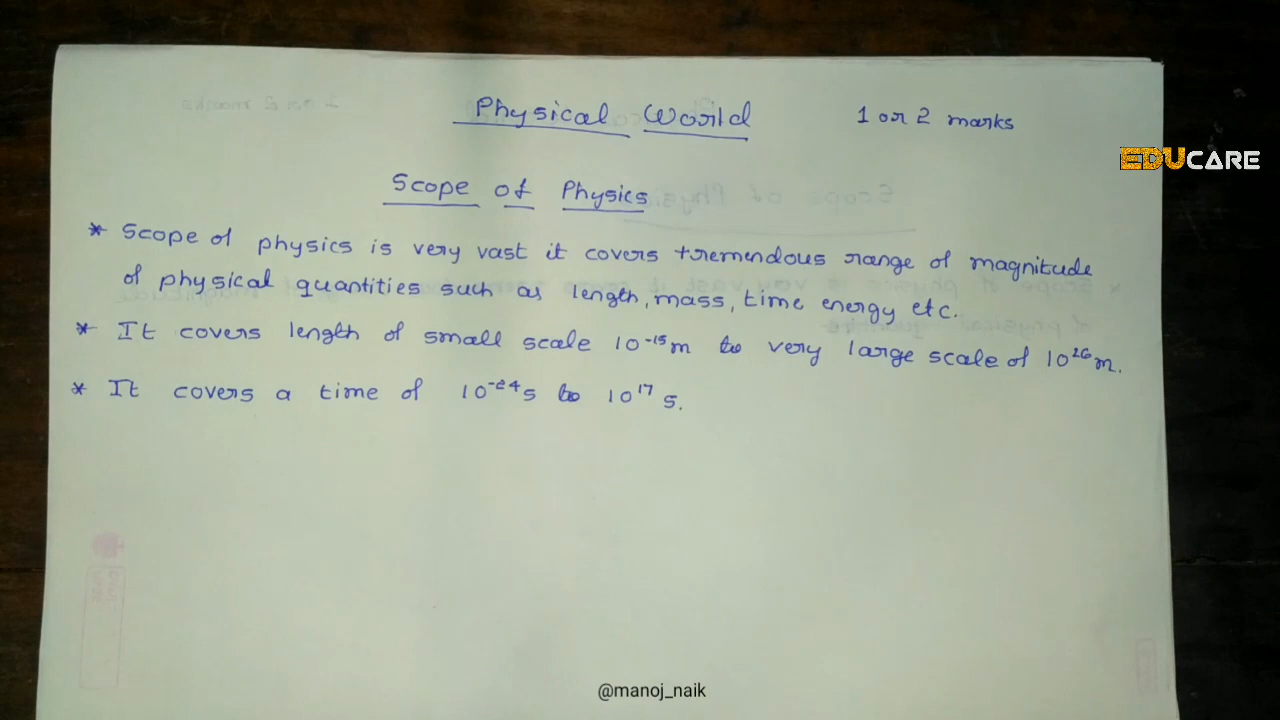 Physical World 1 or 2 marks
EDUCARE
Scope of Physics
* Scope of physics is very vast it covers tremendous range of magnitude
of physical quantities such as length, mass, time energy etc.
* It covers length of small scale 10⁻¹⁵m to very large scale of 10²⁶m.
* It covers a time of 10⁻²⁴s to 10¹⁷ s.
@manoj_naik